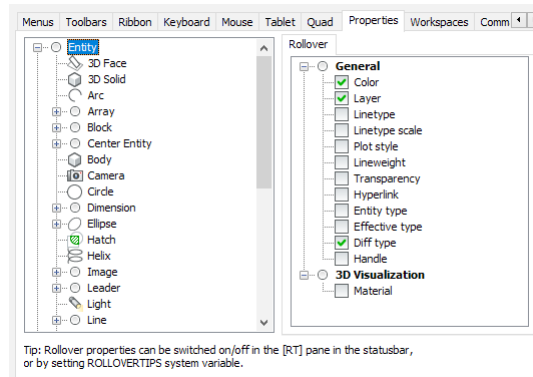 Menus Toolbars Ribbon Keyboard Mouse Tablet Quad Properties Workspaces Comm
Entity
3D Face
3D Solid
Arc
Array
Block
Center Entity
Body
Camera
Circle
Dimension
Ellipse
Hatch
Helix
Image
Leader
Light
Line
Rollover
General
Color
Layer
Linetype
Linetype scale
Plot style
Lineweight
Transparency
Hyperlink
Entity type
Effective type
Diff type
Handle
3D Visualization
Material
Tip: Rollover properties can be switched on/off in the [RT] pane in the statusbar,
or by setting ROLLOVERTIPS system variable.